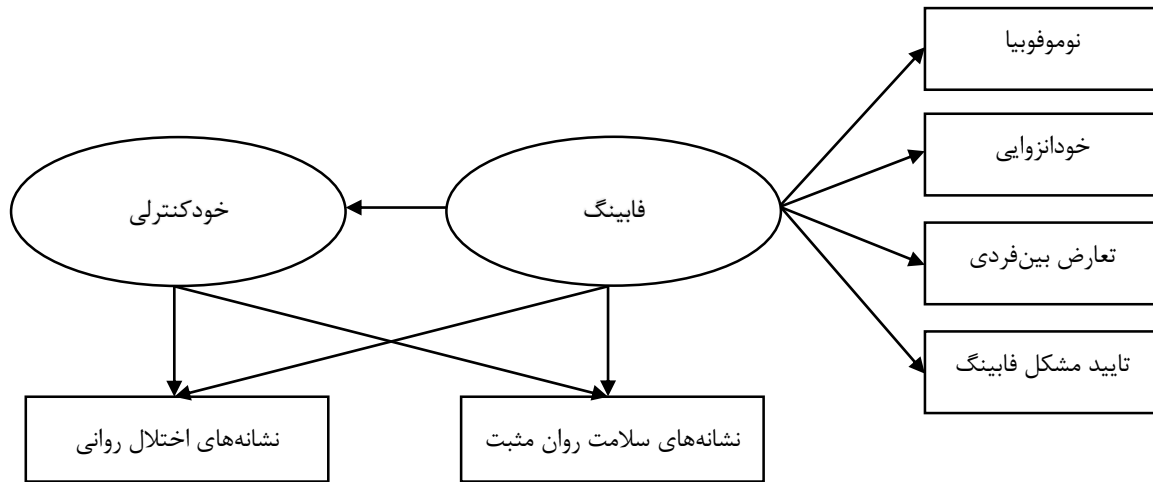 نوموفوبیا
خودانزوایی
فابینگ
خودکنترلی
تعارض بین‌فردی
تایید مشکل فابینگ
نشانه‌های سلامت روان مثبت
نشانه‌های اختلال روانی